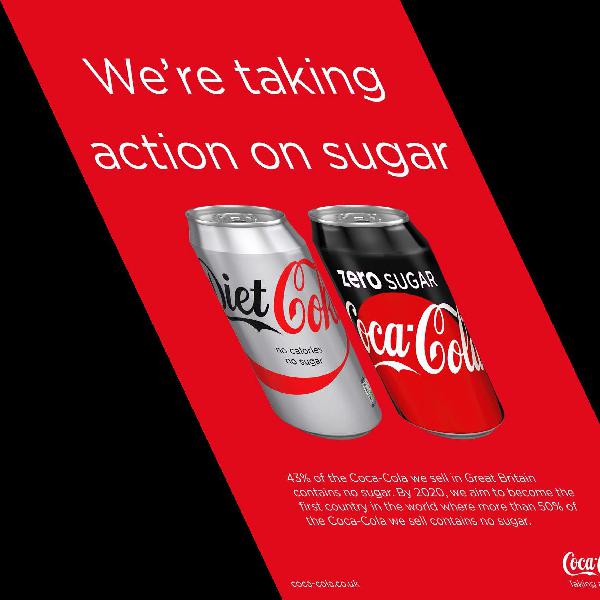 We're taking
action on sugar
Diet Coke
no calories
no sugar
zero SUGAR
Coca-Cola
43% of the Coca-Cola we sell in Great Britain
contains no sugar. By 2020, we aim to become the
first country in the world where more than 50% of
the Coca-Cola we sell contains no sugar.
coca-cola.co.uk
Taking